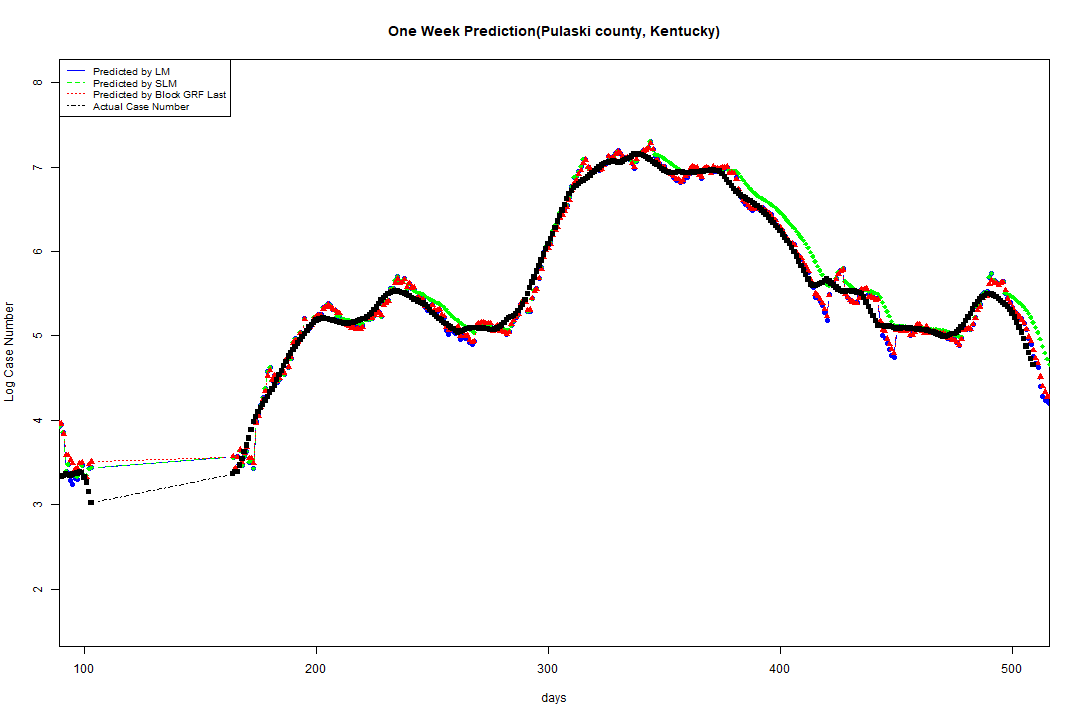 One Week Prediction(Pulaski county, Kentucky)
Predicted by LM
Predicted by SLM
Predicted by Block GRF Last
Actual Case Number
8
7
6
5
4
3
2
Log Case Number
100 200 300 400 500
days